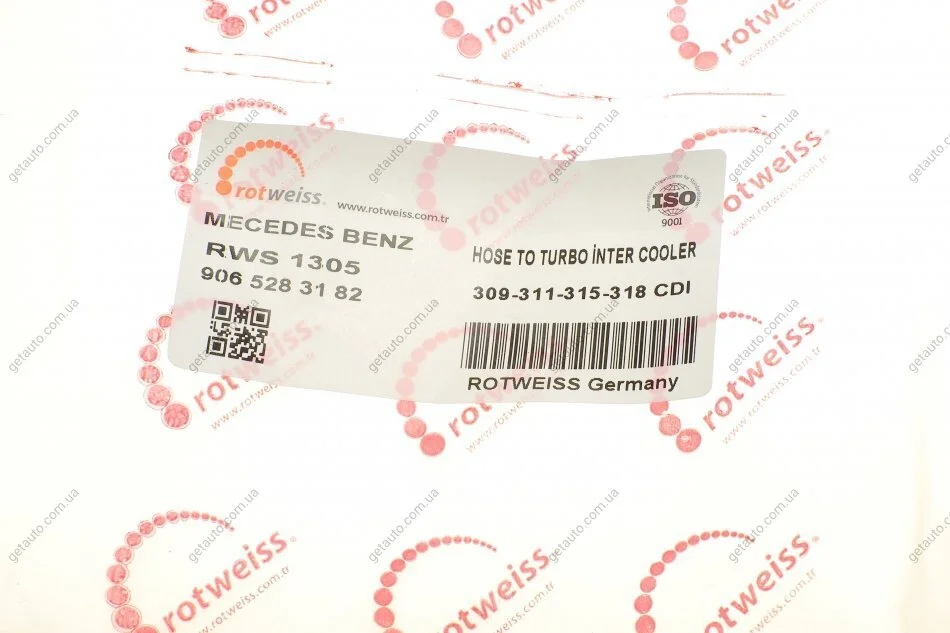 rotweiss®
www.rotweiss.com.tr
MECEDES BENZ
RWS 1305
906 528 31 82
ISO
9001
HOSE TO TURBO İNTER COOLER
309-311-315-318 CDI
ROTWEISS Germany
rotweiss®
www.rotweiss.com.tr
getauto.com.ua